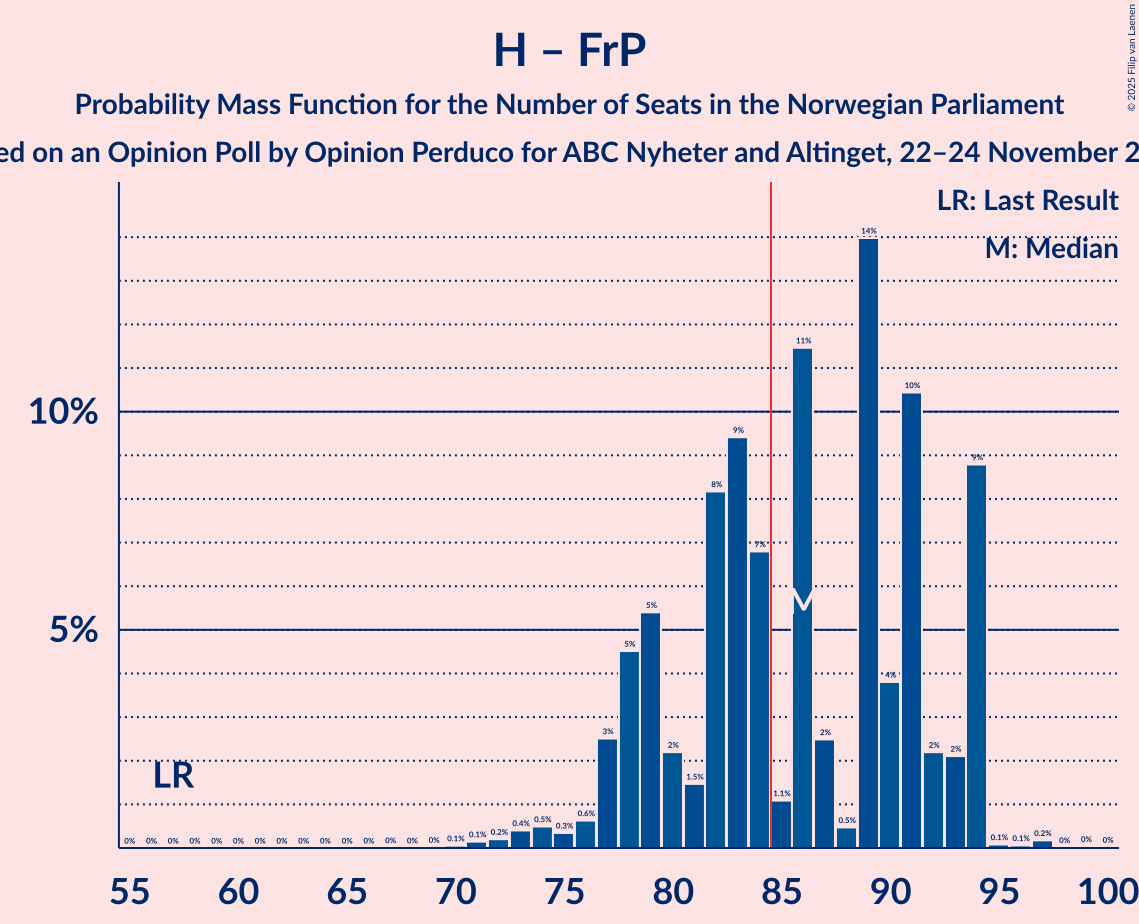 H – FrP
Probability Mass Function for the Number of Seats in the Norwegian Parliament
ed on an Opinion Poll by Opinion Perduco for ABC Nyheter and Altinget, 22–24 November 2
© 2025 Filip van Laenen
LR: Last Result
M: Median
10%
5%
LR
M
0% 0% 0% 0% 0% 0% 0% 0% 0% 0% 0% 0% 0% 0% 0% 0.1% 0.1% 0.2% 0.4% 0.5% 0.3% 0.6% 3% 5% 5% 2% 1.5% 8% 9% 7% 1.1% 11% 2% 0.5% 14% 4% 10% 2% 2% 9% 0.1% 0.1% 0.2% 0% 0% 0%
55 60 65 70 75 80 85 90 95 100